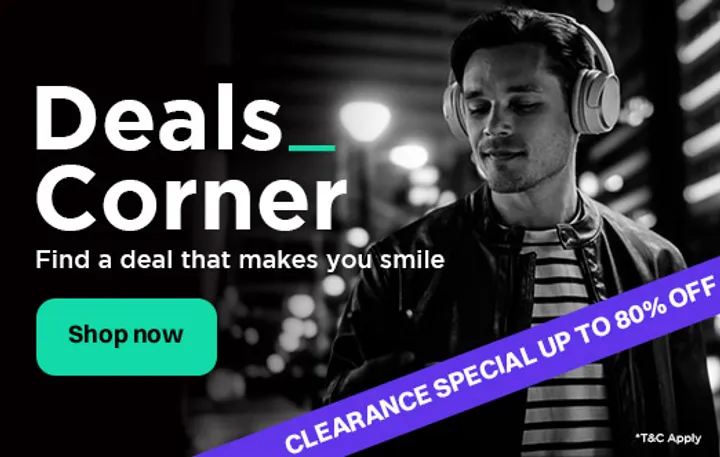 Deals_
Corner
Find a deal that makes you smile
Shop now
CLEARANCE SPECIAL UP TO 80% OFF
*T&C Apply